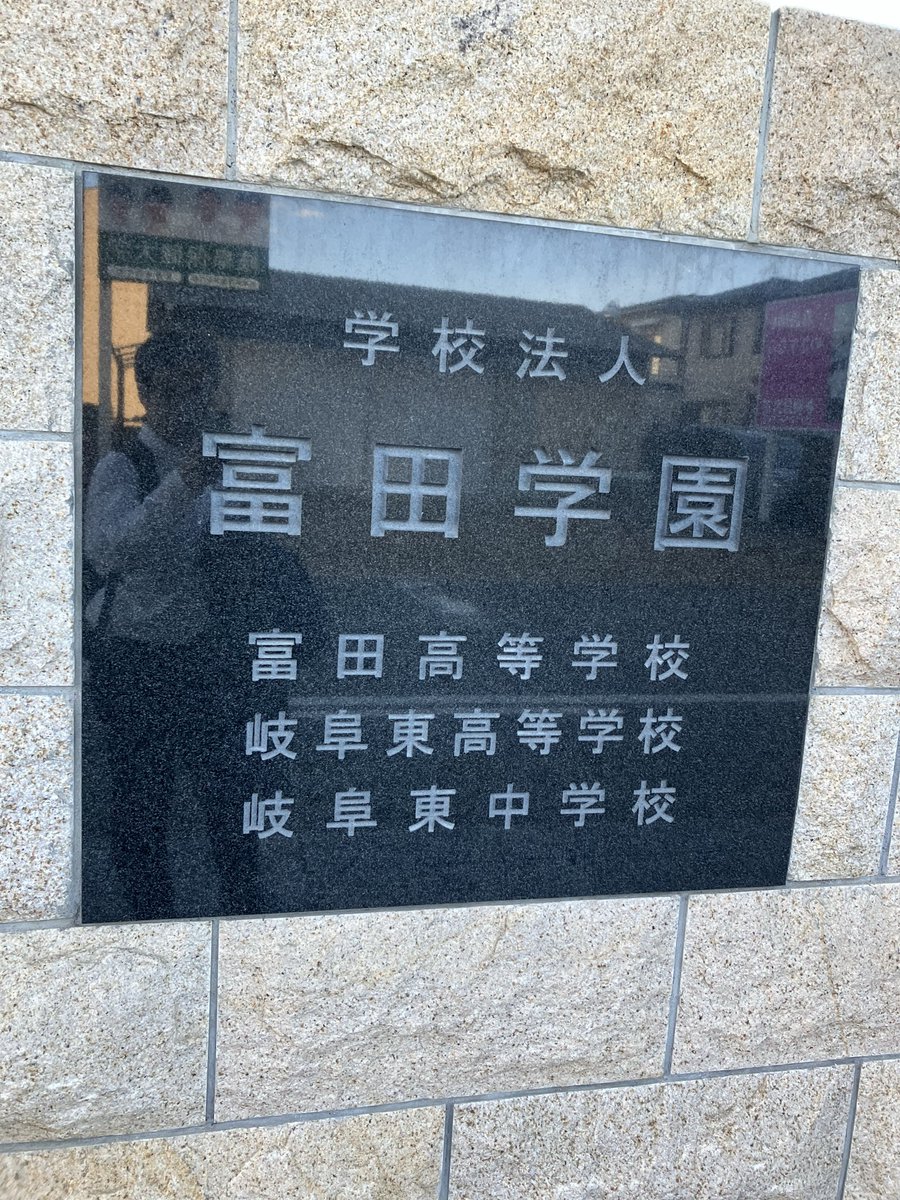 学校法人
富田学園
富田高等学校
岐阜東高等学校
岐阜東中学校